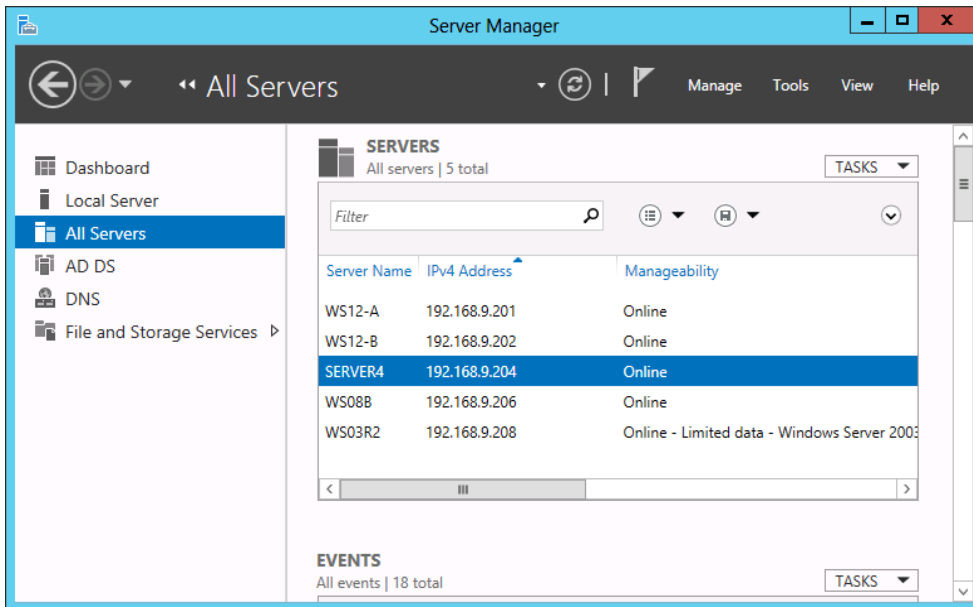 Server Manager
All Servers
Manage Tools View Help
Dashboard
Local Server
All Servers
AD DS
DNS
File and Storage Services
SERVERS
All servers | 5 total
TASKS
Filter
Server Name IPv4 Address Manageability
WS12-A 192.168.9.201 Online
WS12-B 192.168.9.202 Online
SERVER4 192.168.9.204 Online
WS08B 192.168.9.206 Online
WS03R2 192.168.9.208 Online - Limited data - Windows Server 2003
EVENTS
All events | 18 total
TASKS